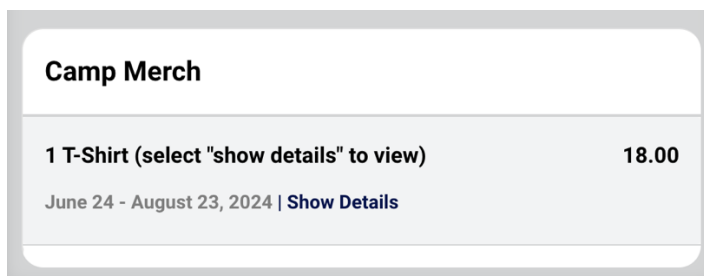 Camp Merch
1 T-Shirt (select "show details" to view) 18.00
June 24 - August 23, 2024 | Show Details